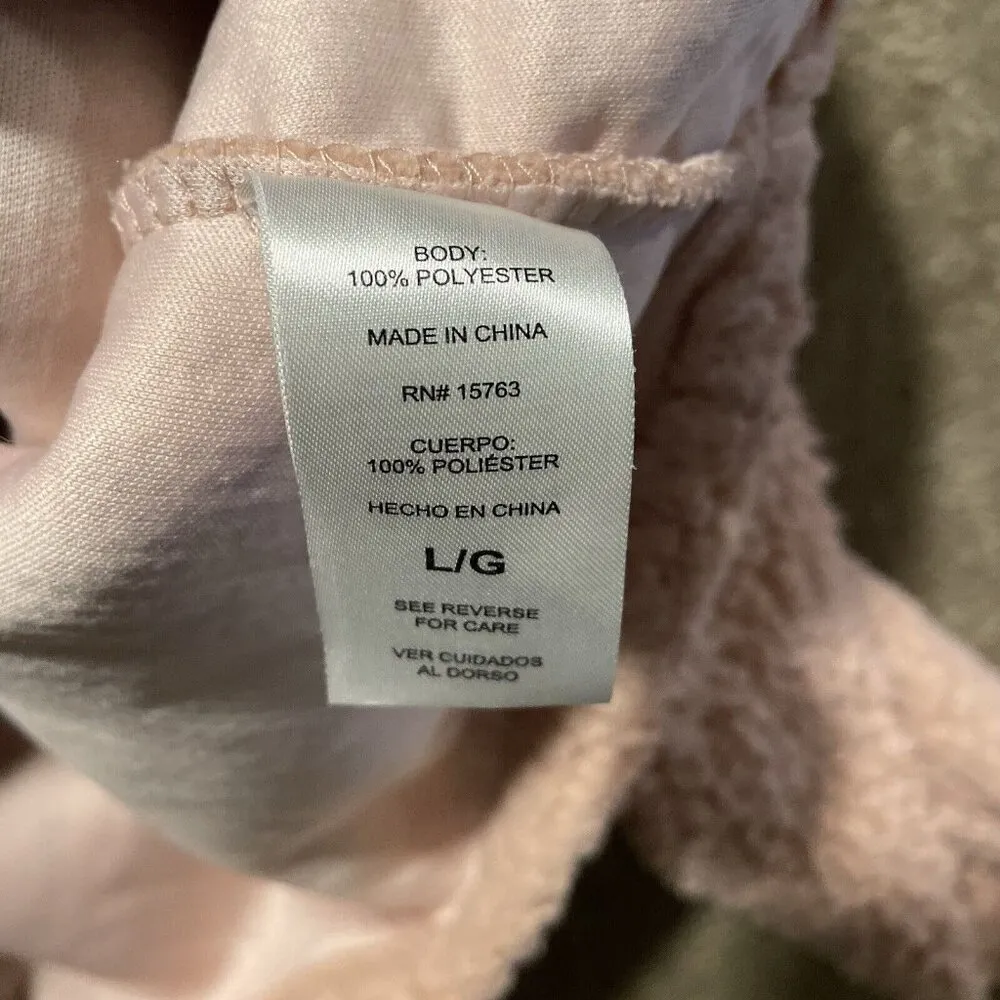 BODY:
100% POLYESTER
MADE IN CHINA
RN# 15763
CUERPO:
100% POLIÉSTER
HECHO EN CHINA
L/G
SEE REVERSE
FOR CARE
VER CUIDADOS
AL DORSO